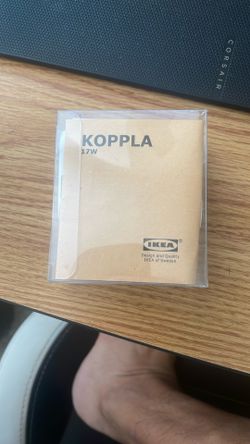 CORSAIR
KOPPLA
17W
IKEA
Design and Quality
IKEA of Sweden